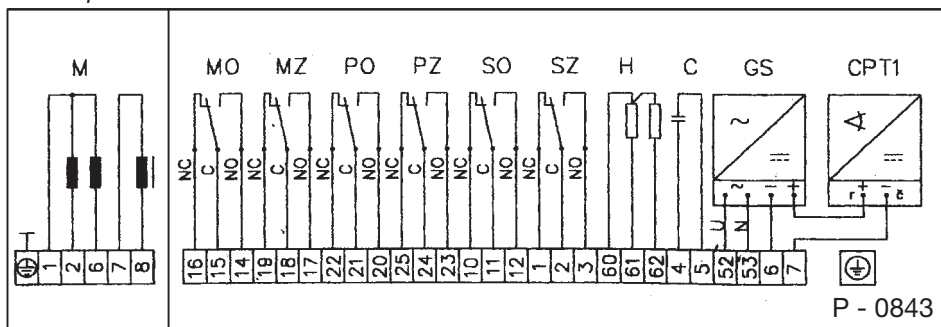 M MO MZ PO PZ SO SZ H C GS CPT1
~ ∢
NC C NO NC C NO NC C NO NC C NO NC C NO NC C NO ~ − + r + − č
U N
1 2 6 7 8 16 15 14 19 18 17 22 21 20 25 24 23 10 11 12 1 2 3 60 61 62 4 5 52 53 6 7
P - 0843